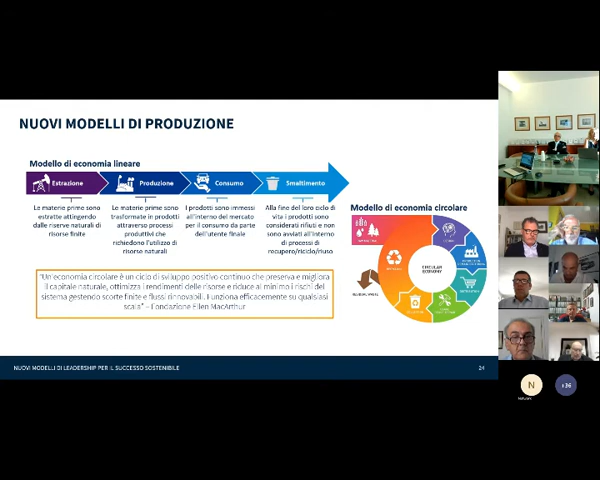 NUOVI MODELLI DI PRODUZIONE
Modello di economia lineare
Estrazione
Produzione
Consumo
Smaltimento
Le materie prime sono
estratte attingendo
dalle riserve naturali di
risorse finite
Le materie prime sono
trasformate in prodotti
attraverso processi
produttivi che
richiedono l'utilizzo di
risorse naturali
I prodotti sono immessi
all'interno del mercato
per il consumo da parte
dell'utente finale
Alla fine del loro ciclo di
vita i prodotti sono
considerati rifiuti e non
sono avviati all'interno
di processi di
recupero/riciclo/riuso
Modello di economia circolare
CIRCULAR
ECONOMY
"Un'economia circolare è un ciclo di sviluppo positivo continuo che preserva e migliora
il capitale naturale, ottimizza i rendimenti delle risorse e riduce al minimo i rischi del
sistema gestendo scorte finite e flussi rinnovabili. Funziona efficacemente su qualsiasi
scala" – Fondazione Ellen MacArthur
NUOVI MODELLI DI LEADERSHIP PER IL SUCCESSO SOSTENIBILE
24
N
+36